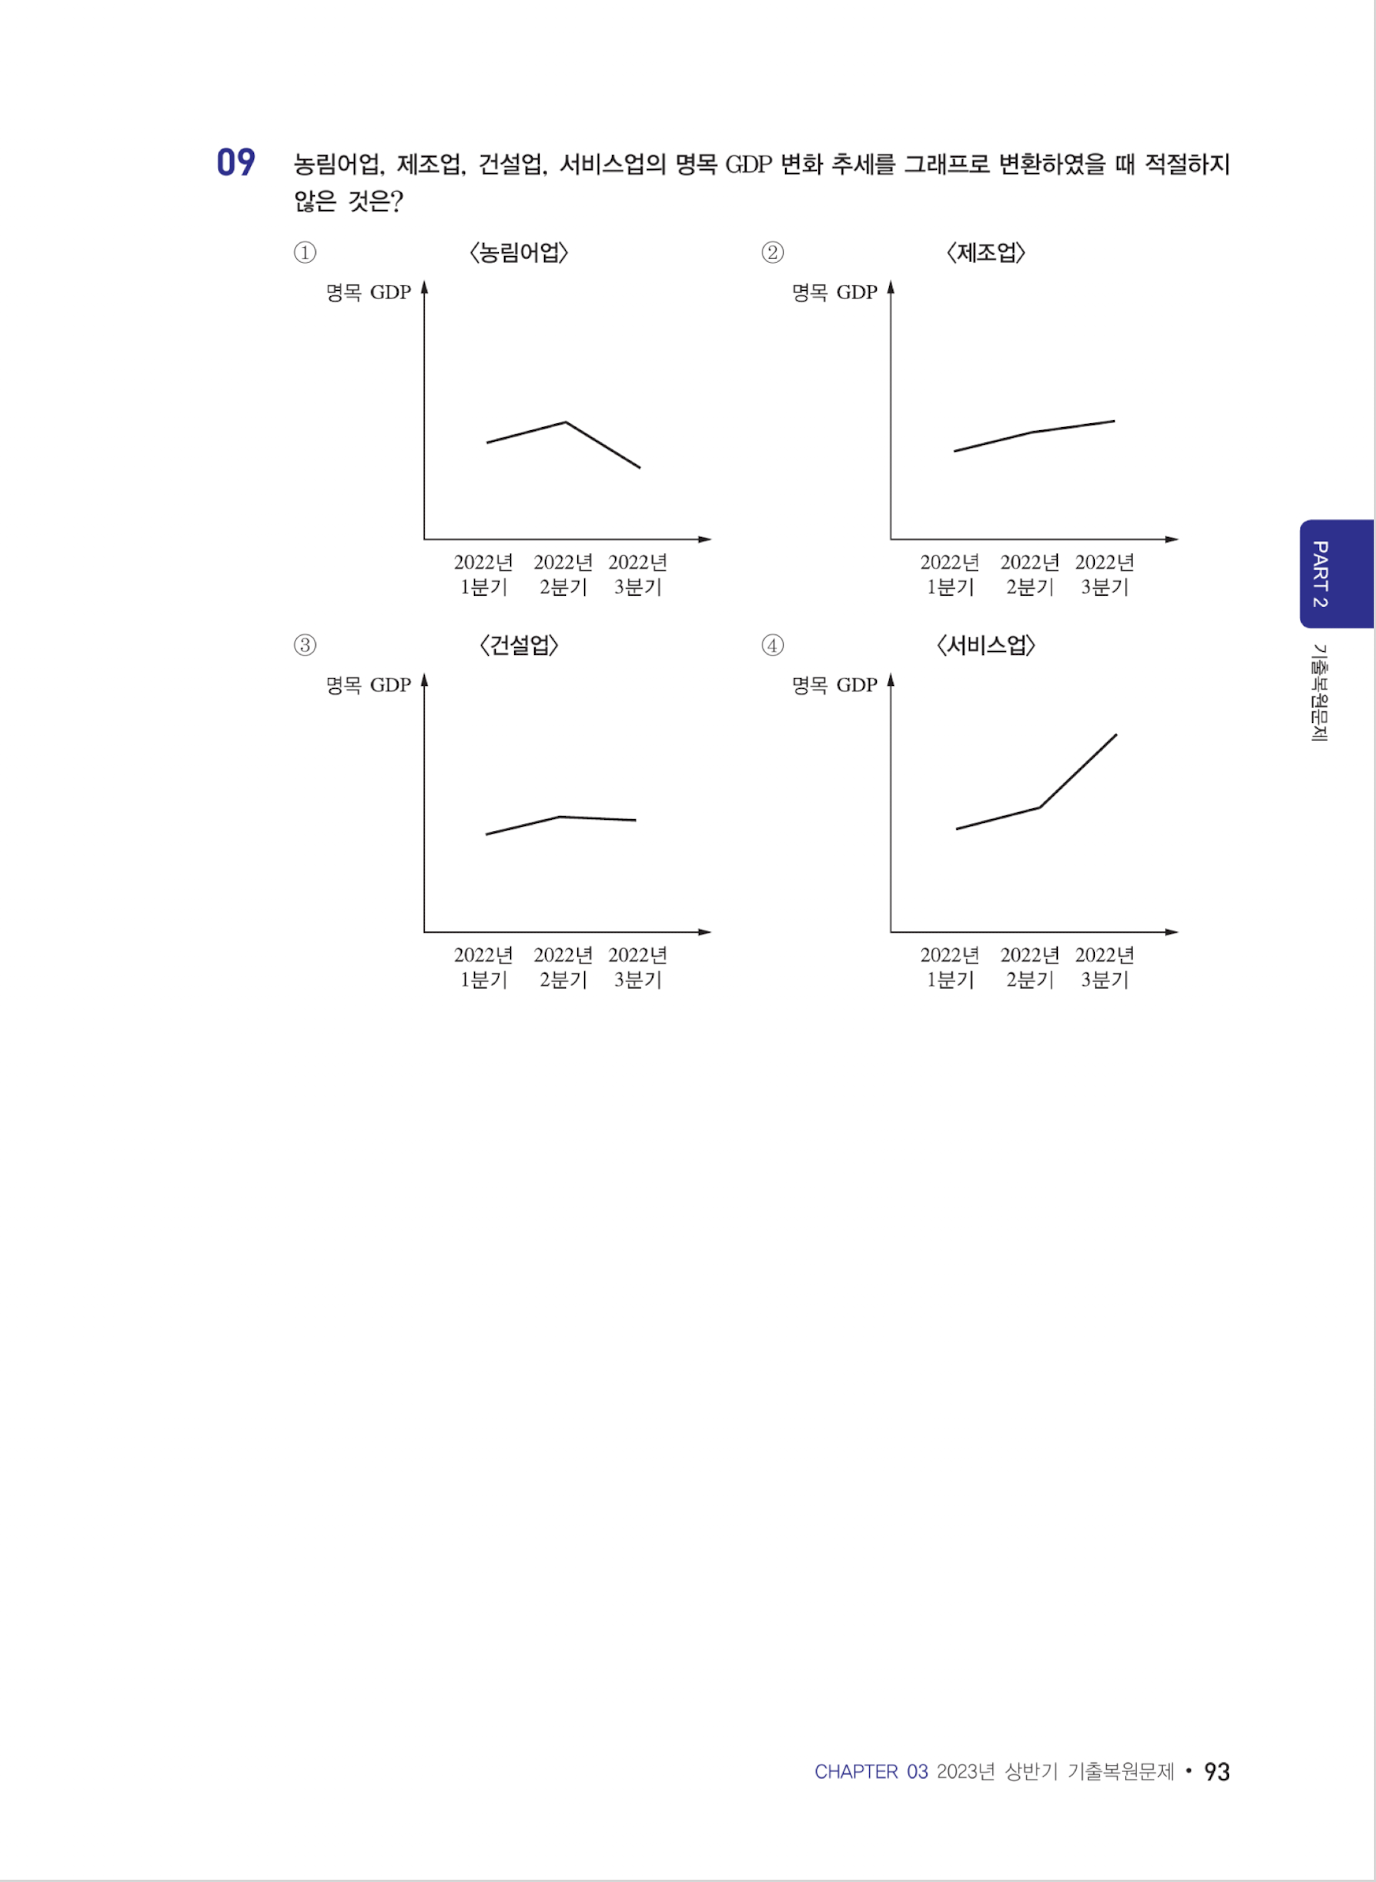 09 농림어업, 제조업, 건설업, 서비스업의 명목 GDP 변화 추세를 그래프로 변환하였을 때 적절하지
않은 것은?
① 〈농림어업〉
명목 GDP
2022년 2022년 2022년
1분기 2분기 3분기
② 〈제조업〉
명목 GDP
2022년 2022년 2022년
1분기 2분기 3분기
③ 〈건설업〉
명목 GDP
2022년 2022년 2022년
1분기 2분기 3분기
④ 〈서비스업〉
명목 GDP
2022년 2022년 2022년
1분기 2분기 3분기
PART 2
기출복원문제
CHAPTER 03 2023년 상반기 기출복원문제 • 93